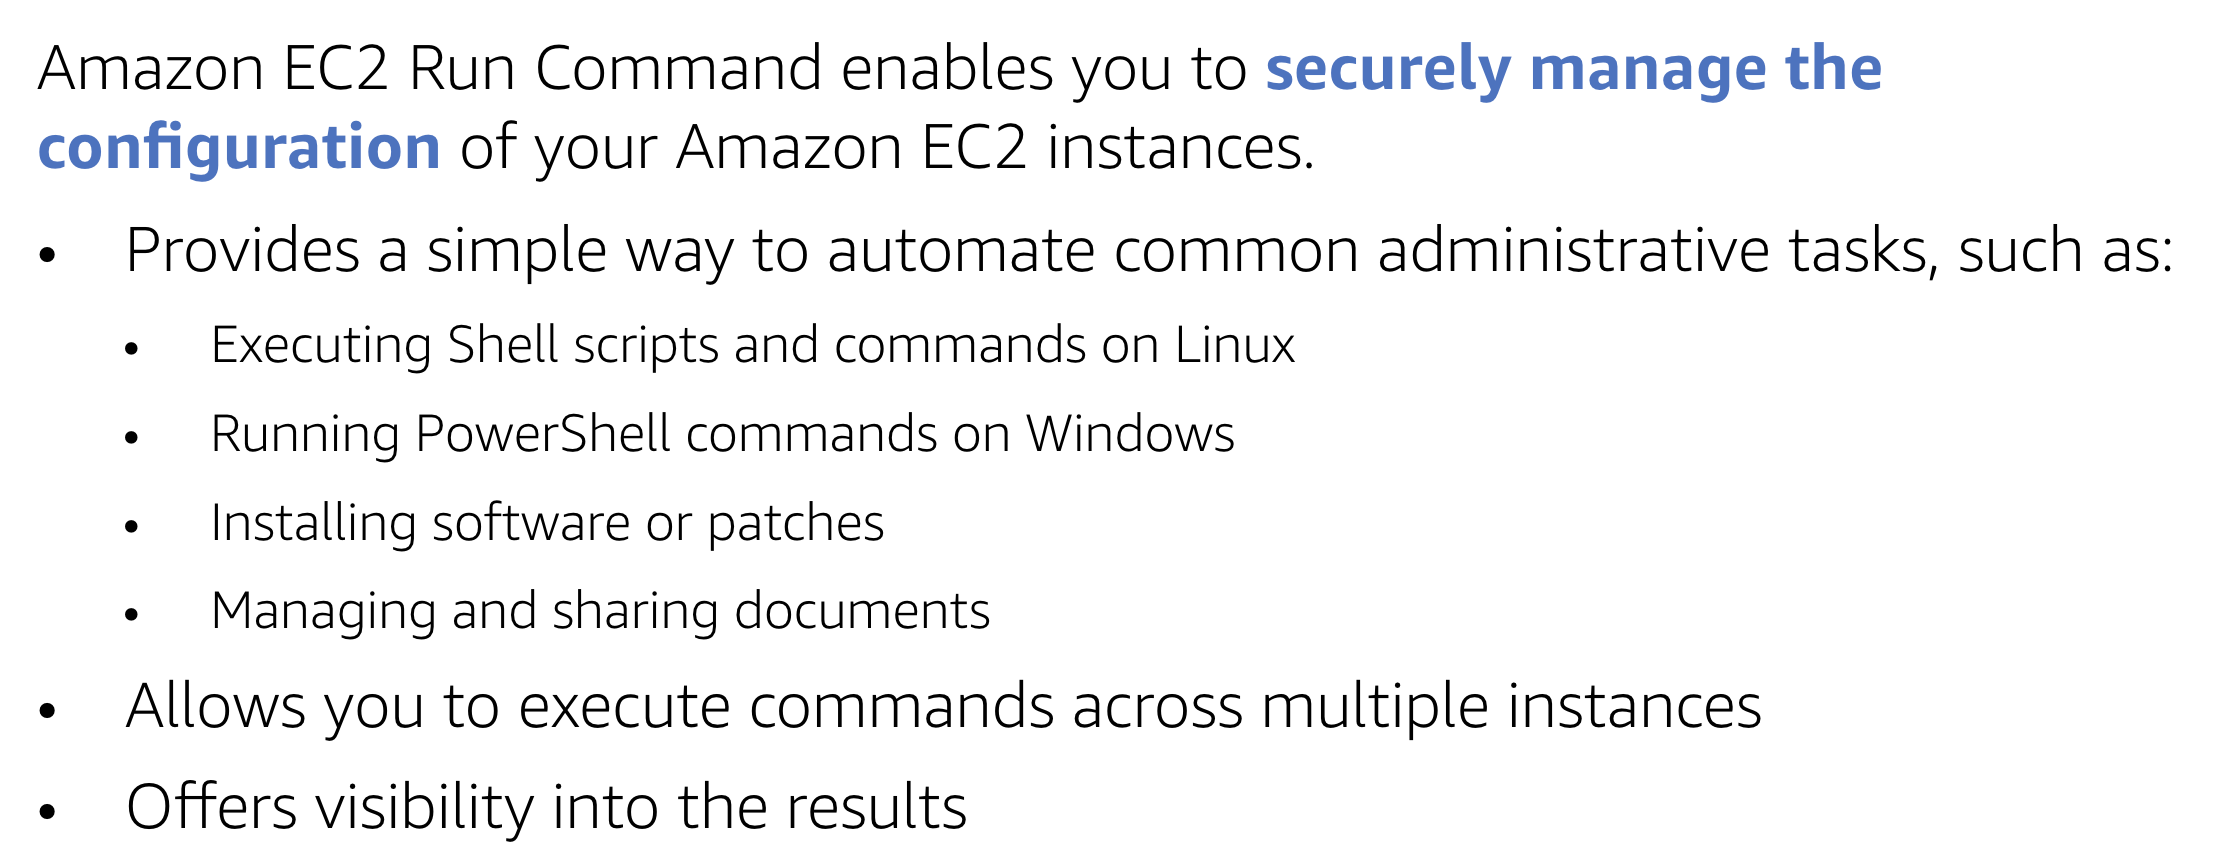 Amazon EC2 Run Command enables you to securely manage the
configuration of your Amazon EC2 instances.
• Provides a simple way to automate common administrative tasks, such as:
• Executing Shell scripts and commands on Linux
• Running PowerShell commands on Windows
• Installing software or patches
• Managing and sharing documents
• Allows you to execute commands across multiple instances
• Offers visibility into the results